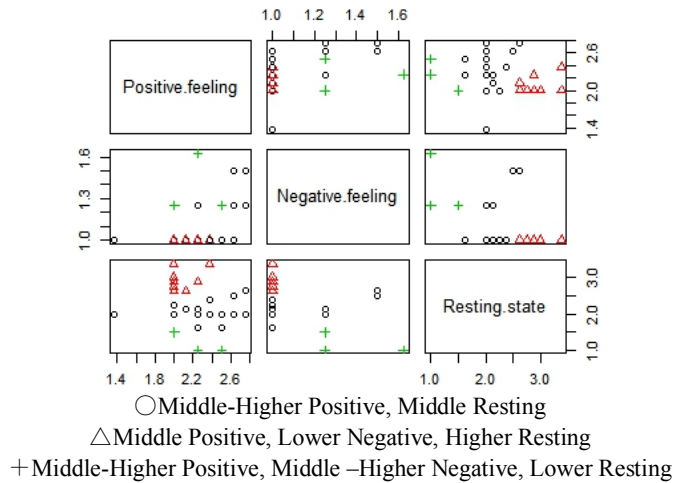 1.0 1.3 1.6
Positive.feeling
2.6
2.0
1.4
1.6
1.3
1.0
Negative.feeling
Resting.state
3.0
2.0
1.0
1.4 1.8 2.2 2.6
1.0 2.0 3.0
○Middle-Higher Positive, Middle Resting
△Middle Positive, Lower Negative, Higher Resting
+Middle-Higher Positive, Middle –Higher Negative, Lower Resting